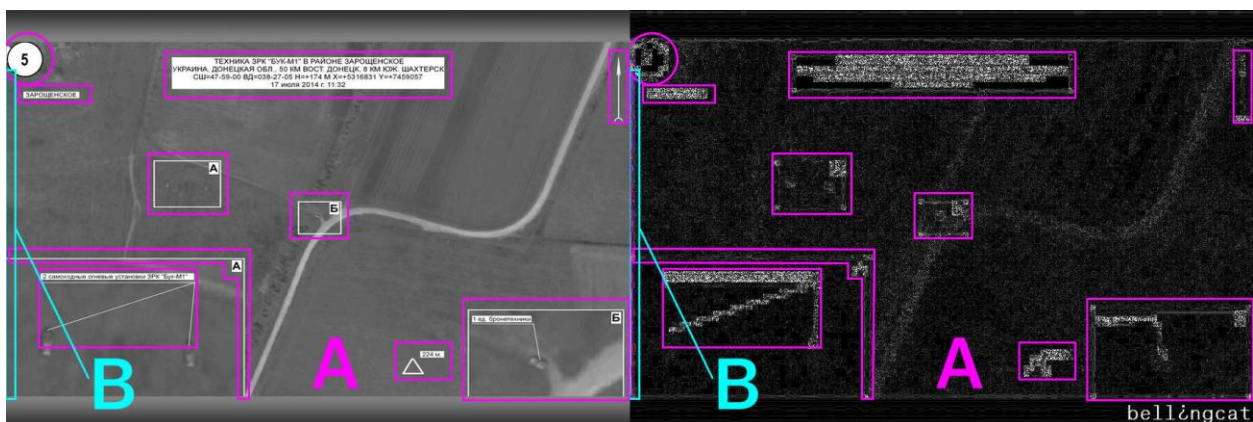 5
ТЕХНИКА ЗРК "БУК-М1" В РАЙОНЕ ЗАРОЩЕНСКОЕ
УКРАИНА, ДОНЕЦКАЯ ОБЛ., 50 КМ ВОСТ. ДОНЕЦК, 8 КМ ЮЖ. ШАХТЕРСК
СШ=47-59-00 ВД=038-27-05 Н=+174 М X=+5316831 Y=+7459057
17 июля 2014 г. 11:32
ЗАРОЩЕНСКОЕ
А
Б
А
2 самоходные огневые установки ЗРК "Бук-М1"
Б
1 ед. бронетехники
224 м
A
B
A
B
bellingcat